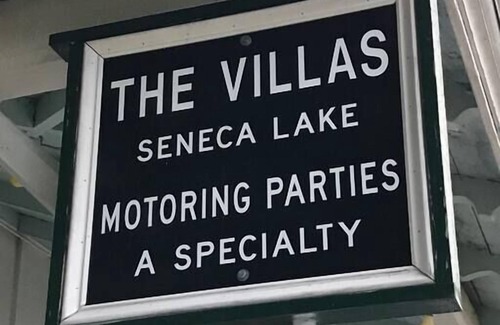 THE VILLAS
SENECA LAKE
MOTORING PARTIES
A SPECIALTY